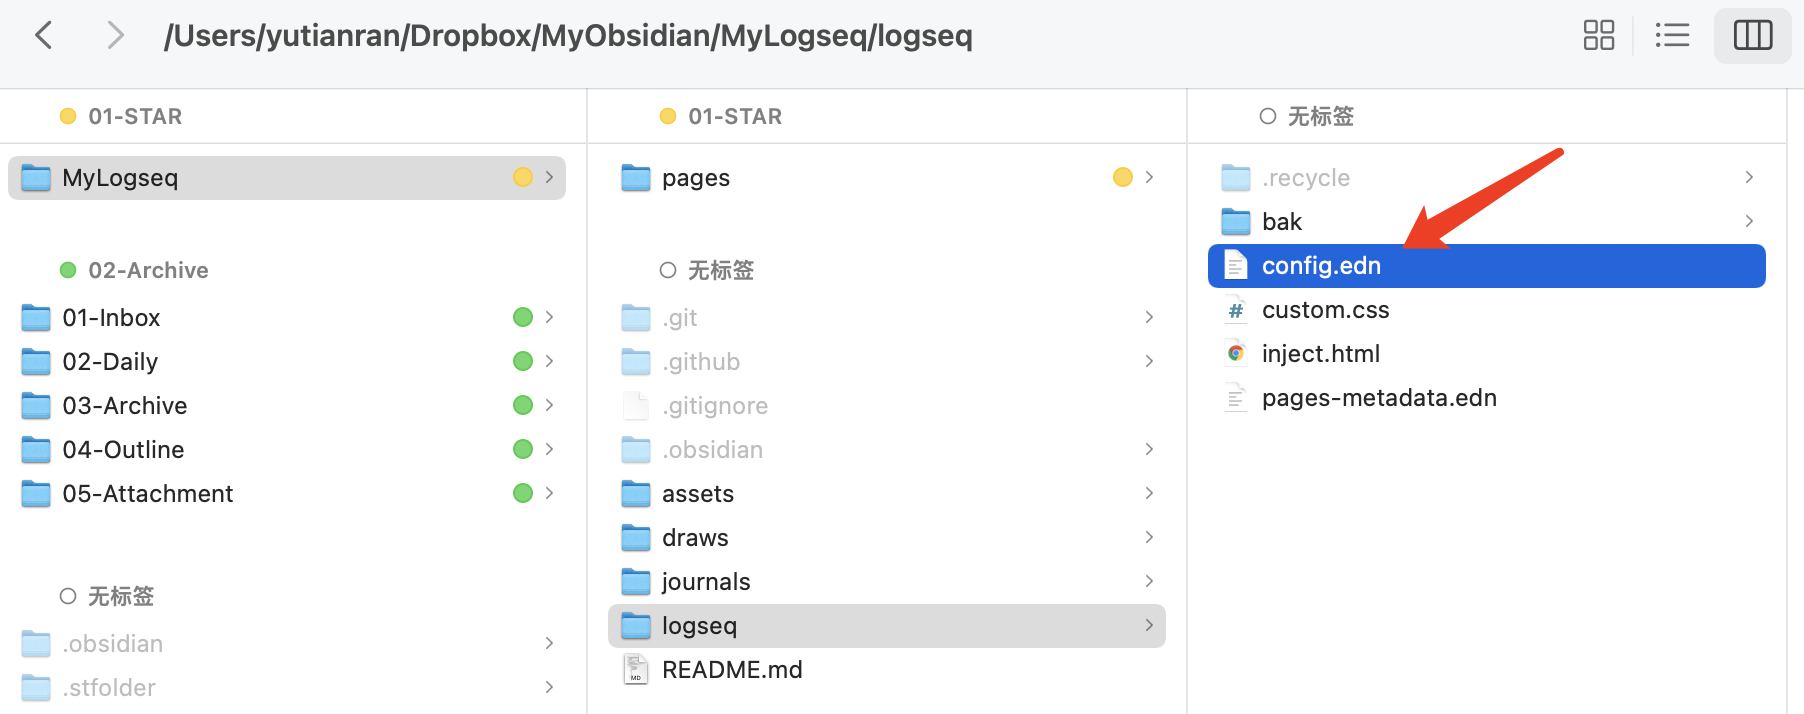 /Users/yutianran/Dropbox/MyObsidian/MyLogseq/logseq
01-STAR
MyLogseq
02-Archive
01-Inbox
02-Daily
03-Archive
04-Outline
05-Attachment
无标签
.obsidian
.stfolder
01-STAR
pages
无标签
.git
.github
.gitignore
.obsidian
assets
draws
journals
logseq
MD
README.md
无标签
.recycle
bak
config.edn
#
custom.css
inject.html
pages-metadata.edn